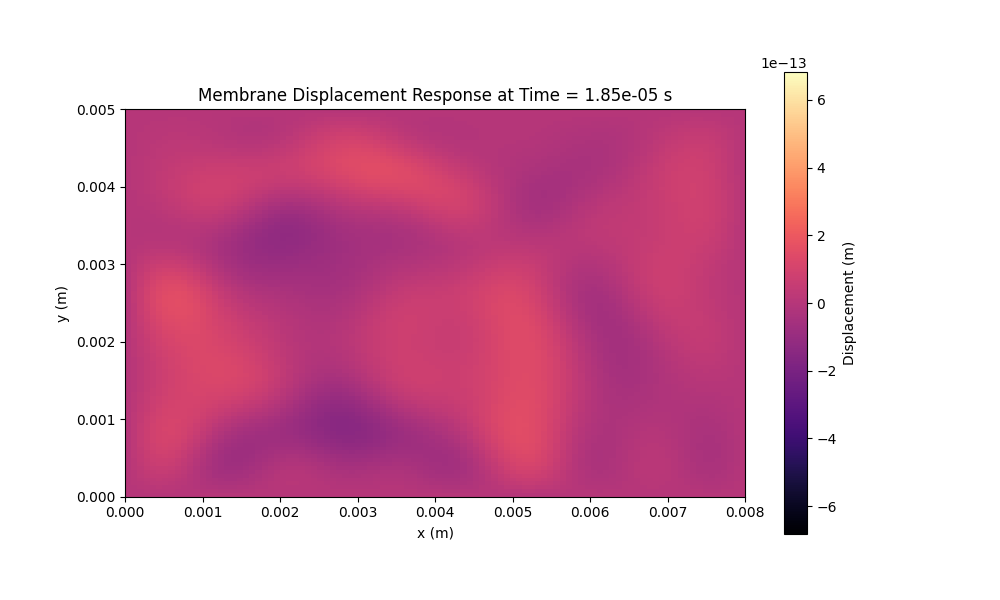 1e−13
Membrane Displacement Response at Time = 1.85e-05 s
0.005
0.004
0.003
0.002
0.001
0.000
y (m)
0.000 0.001 0.002 0.003 0.004 0.005 0.006 0.007 0.008
x (m)
6
4
2
0
−2
−4
−6
Displacement (m)